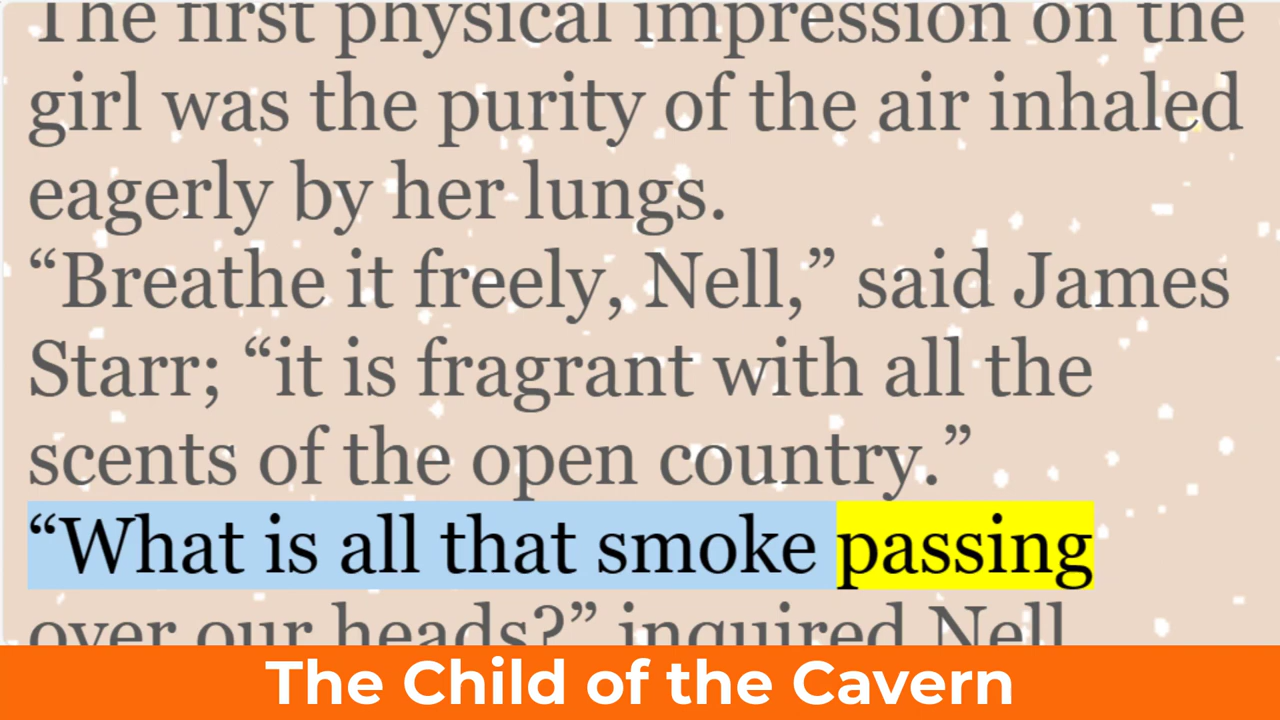 The first physical impression on the
girl was the purity of the air inhaled
eagerly by her lungs.
“Breathe it freely, Nell,” said James
Starr; “it is fragrant with all the
scents of the open country.”
“What is all that smoke passing
over our heads?” inquired Nell
The Child of the Cavern